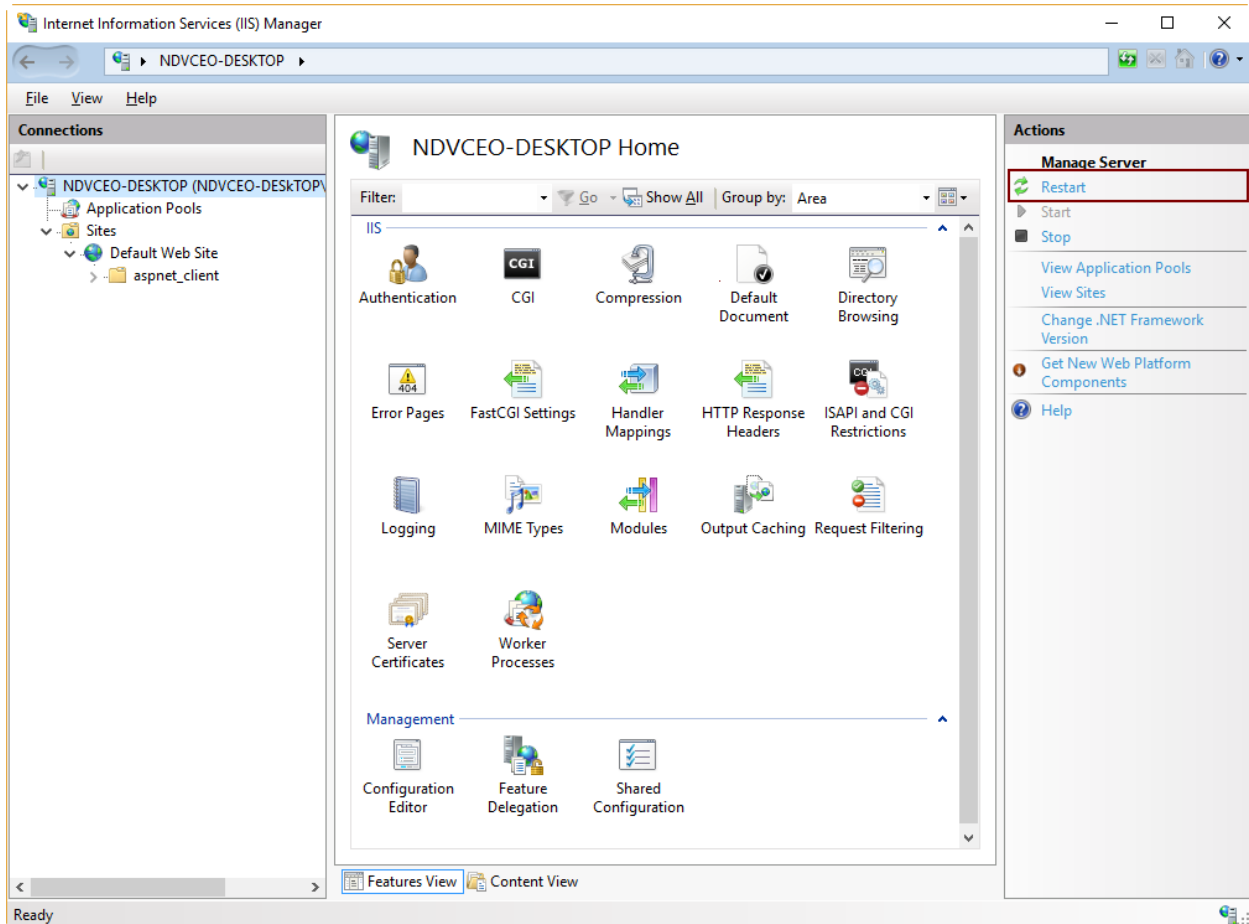 Internet Information Services (IIS) Manager
NDVCEO-DESKTOP
File View Help
Connections
NDVCEO-DESKTOP (NDVCEO-DESkTOP\
Application Pools
Sites
Default Web Site
aspnet_client
NDVCEO-DESKTOP Home
Filter: Go Show All Group by: Area
IIS
Authentication
CGI
CGI
Compression
Default
Document
Directory
Browsing
404
Error Pages
FastCGI Settings
Handler
Mappings
HTTP Response
Headers
ISAPI and CGI
Restrictions
Logging
MIME Types
Modules
Output Caching
Request Filtering
Server
Certificates
Worker
Processes
Management
Configuration
Editor
Feature
Delegation
Shared
Configuration
Features View Content View
Actions
Manage Server
Restart
Start
Stop
View Application Pools
View Sites
Change .NET Framework
Version
Get New Web Platform
Components
Help
Ready